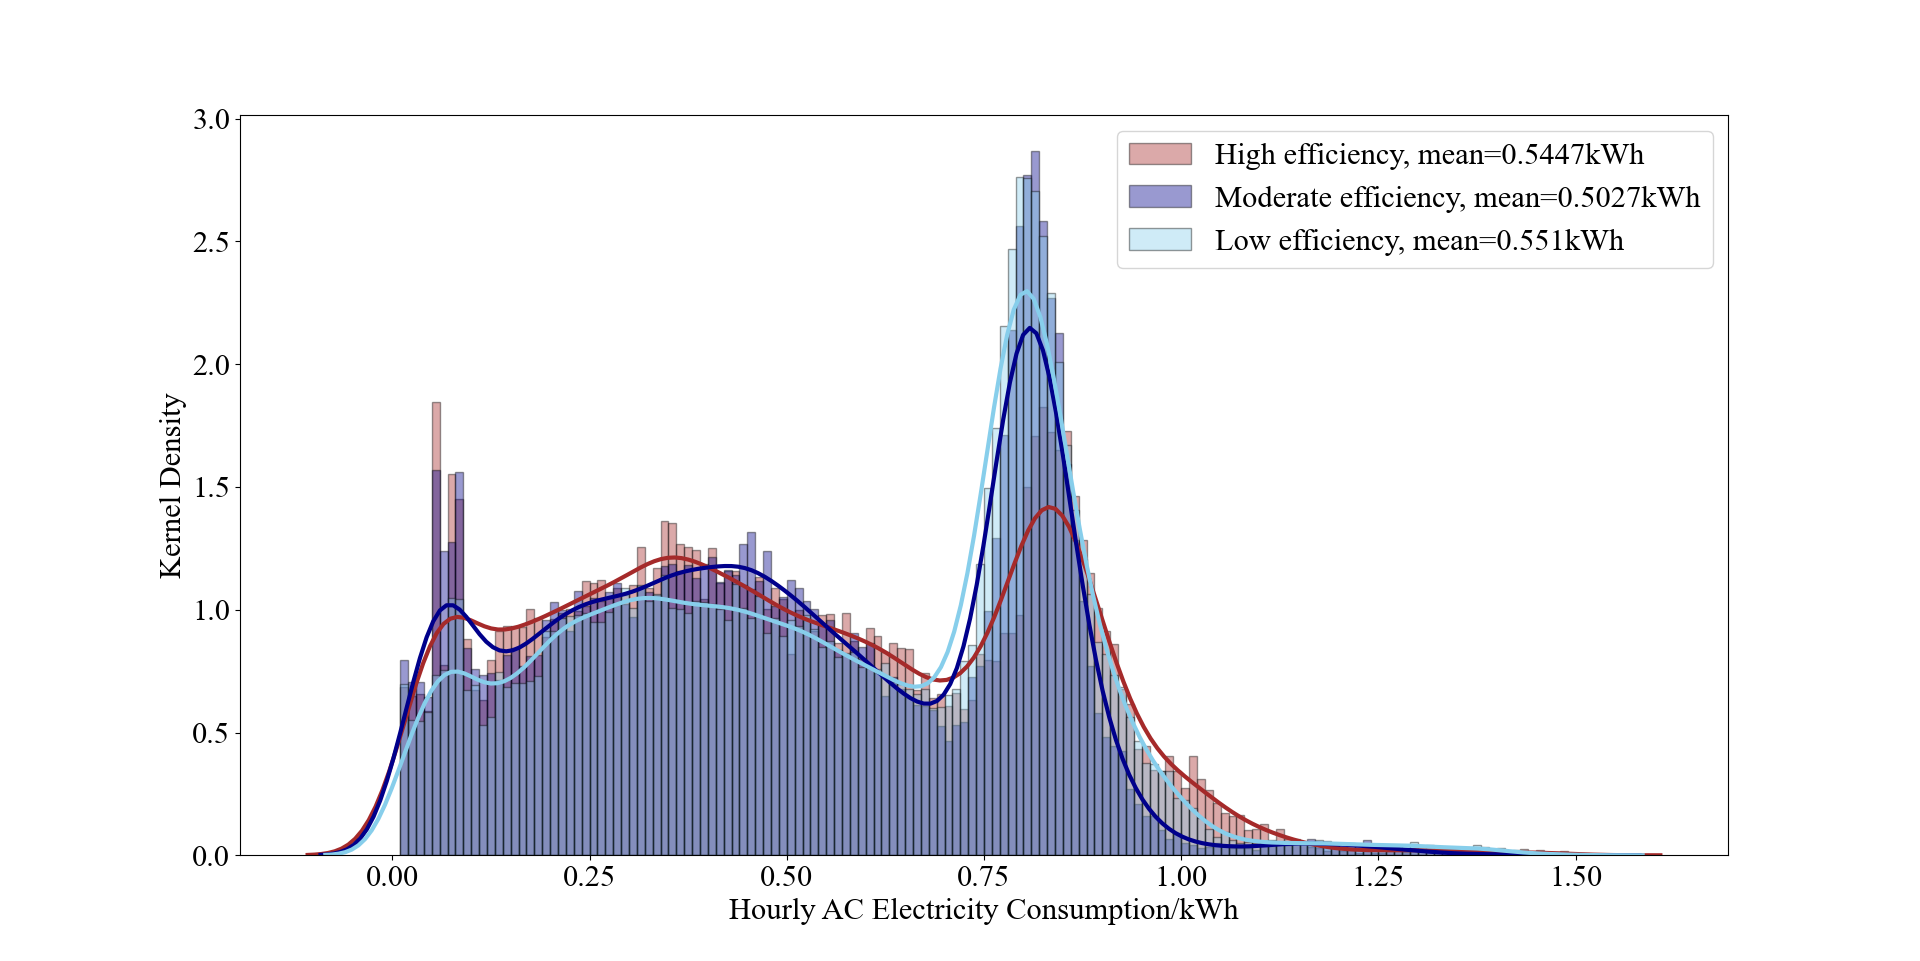 3.0
2.5
2.0
1.5
1.0
0.5
0.0
Kernel Density
High efficiency, mean=0.5447kWh
Moderate efficiency, mean=0.5027kWh
Low efficiency, mean=0.551kWh
0.00 0.25 0.50 0.75 1.00 1.25 1.50
Hourly AC Electricity Consumption/kWh